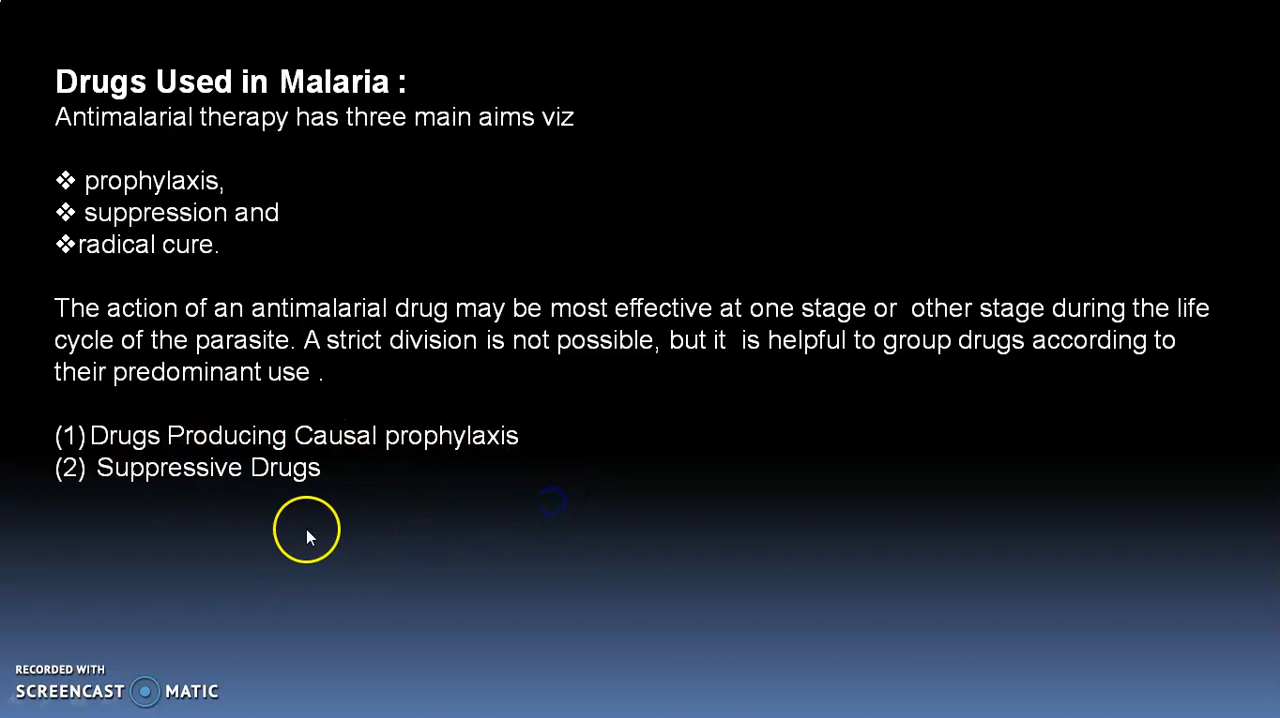 Drugs Used in Malaria :
Antimalarial therapy has three main aims viz
❖ prophylaxis,
❖ suppression and
❖radical cure.
The action of an antimalarial drug may be most effective at one stage or other stage during the life
cycle of the parasite. A strict division is not possible, but it is helpful to group drugs according to
their predominant use .
(1) Drugs Producing Causal prophylaxis
(2) Suppressive Drugs
RECORDED WITH
SCREENCAST MATIC